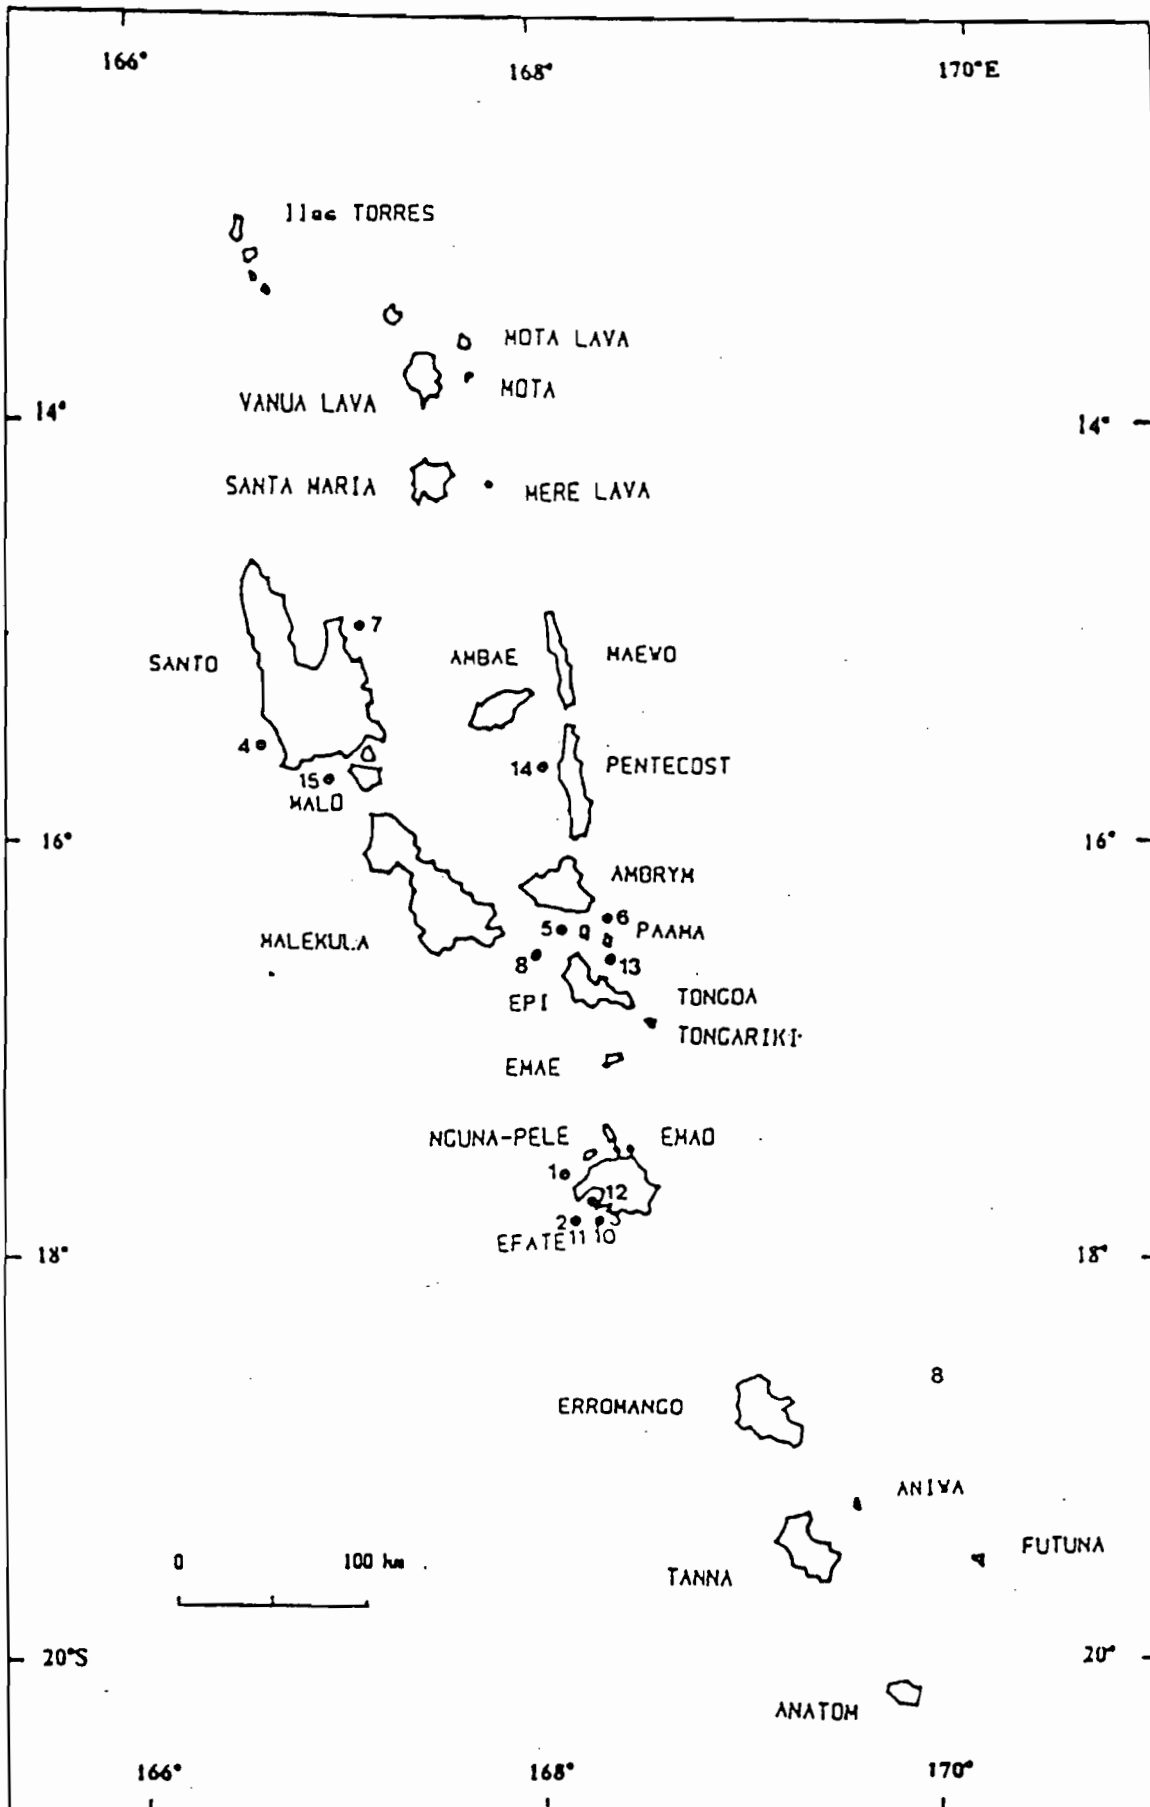 166°
168°
170°E
Iles TORRES
MOTA LAVA
MOTA
VANUA LAVA
14°
14°
SANTA MARIA
MERE LAVA
7
SANTO
AMBAE
MAEWO
4
14
PENTECOST
15
MALO
16°
16°
AMBRYM
6
5
PAAMA
MALEKULA
8
13
EPI
TONGOA
TONGARIKI
EMAE
NGUNA-PELE
EMAO
1
12
2
11
10
EFATE
18°
18°
8
ERROMANGO
ANIWA
0
100 km
FUTUNA
TANNA
20°S
20°
ANATOM
166°
168°
170°